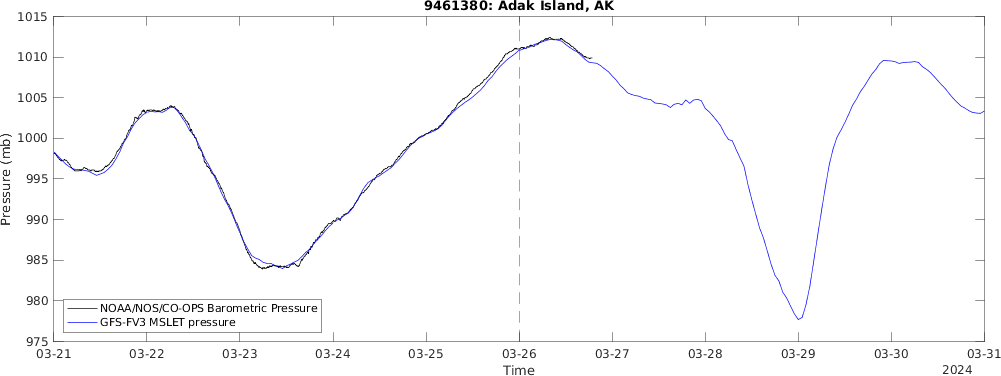 9461380: Adak Island, AK
1015
1010
1005
1000
995
990
985
980
975
Pressure (mb)
NOAA/NOS/CO-OPS Barometric Pressure
GFS-FV3 MSLET pressure
03-21 03-22 03-23 03-24 03-25 03-26 03-27 03-28 03-29 03-30 03-31
Time
2024